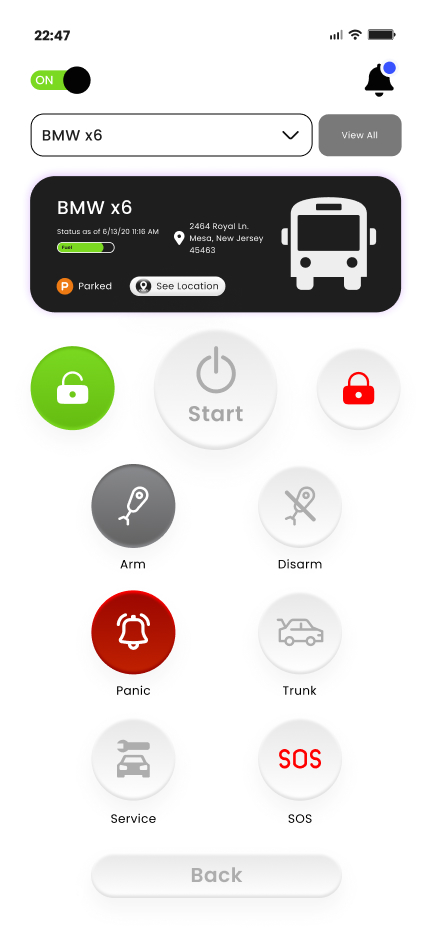 22:47
ON
BMW x6
View All
BMW x6
Status as of 6/13/20 11:16 AM
Fuel
2464 Royal Ln.
Mesa, New Jersey
45463
P Parked
See Location
Start
Arm
Disarm
Panic
Trunk
SOS
Service
SOS
Back